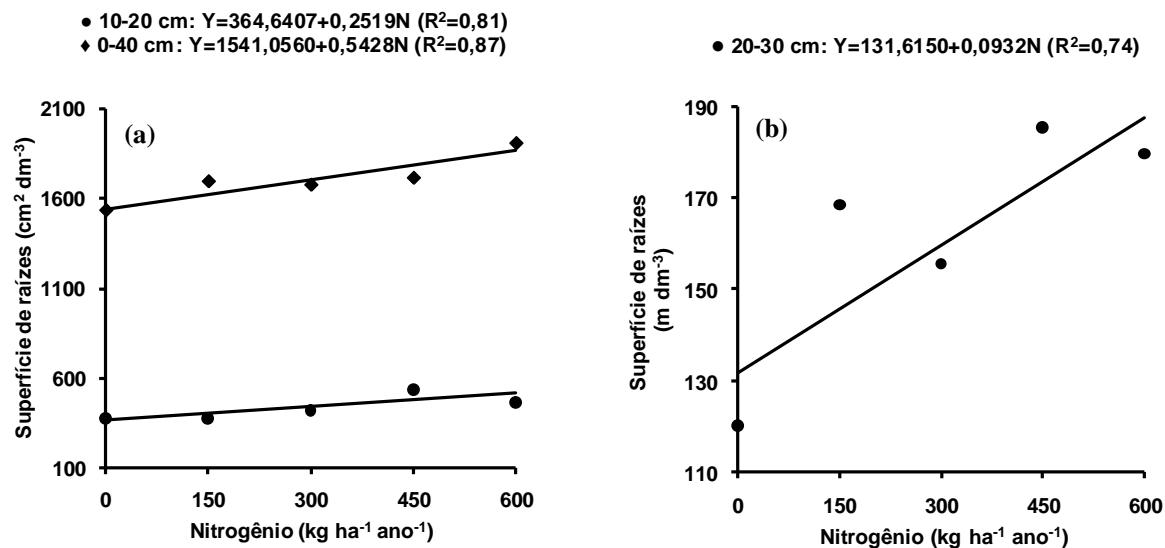 ● 10-20 cm: Y=364,6407+0,2519N (R²=0,81)
◆ 0-40 cm: Y=1541,0560+0,5428N (R²=0,87)
(a)
Superfície de raízes (cm² dm⁻³)
2100
1600
1100
600
100
0 150 300 450 600
Nitrogênio (kg ha⁻¹ ano⁻¹)
● 20-30 cm: Y=131,6150+0,0932N (R²=0,74)
(b)
Superfície de raízes
(m dm⁻³)
190
170
150
130
110
0 150 300 450 600
Nitrogênio (kg ha⁻¹ ano⁻¹)